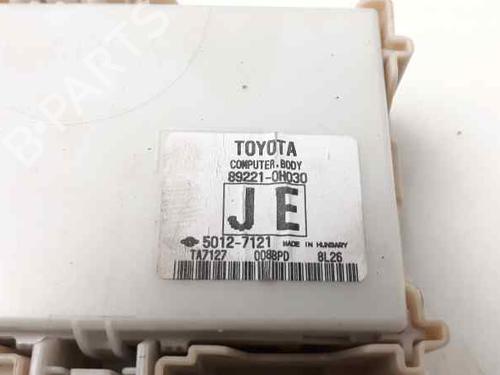 B-PARTS
TOYOTA
COMPUTER, BODY
89221-0H030
JE
5012-7121 MADE IN HUNGARY
TA7127 0088PD 8L26